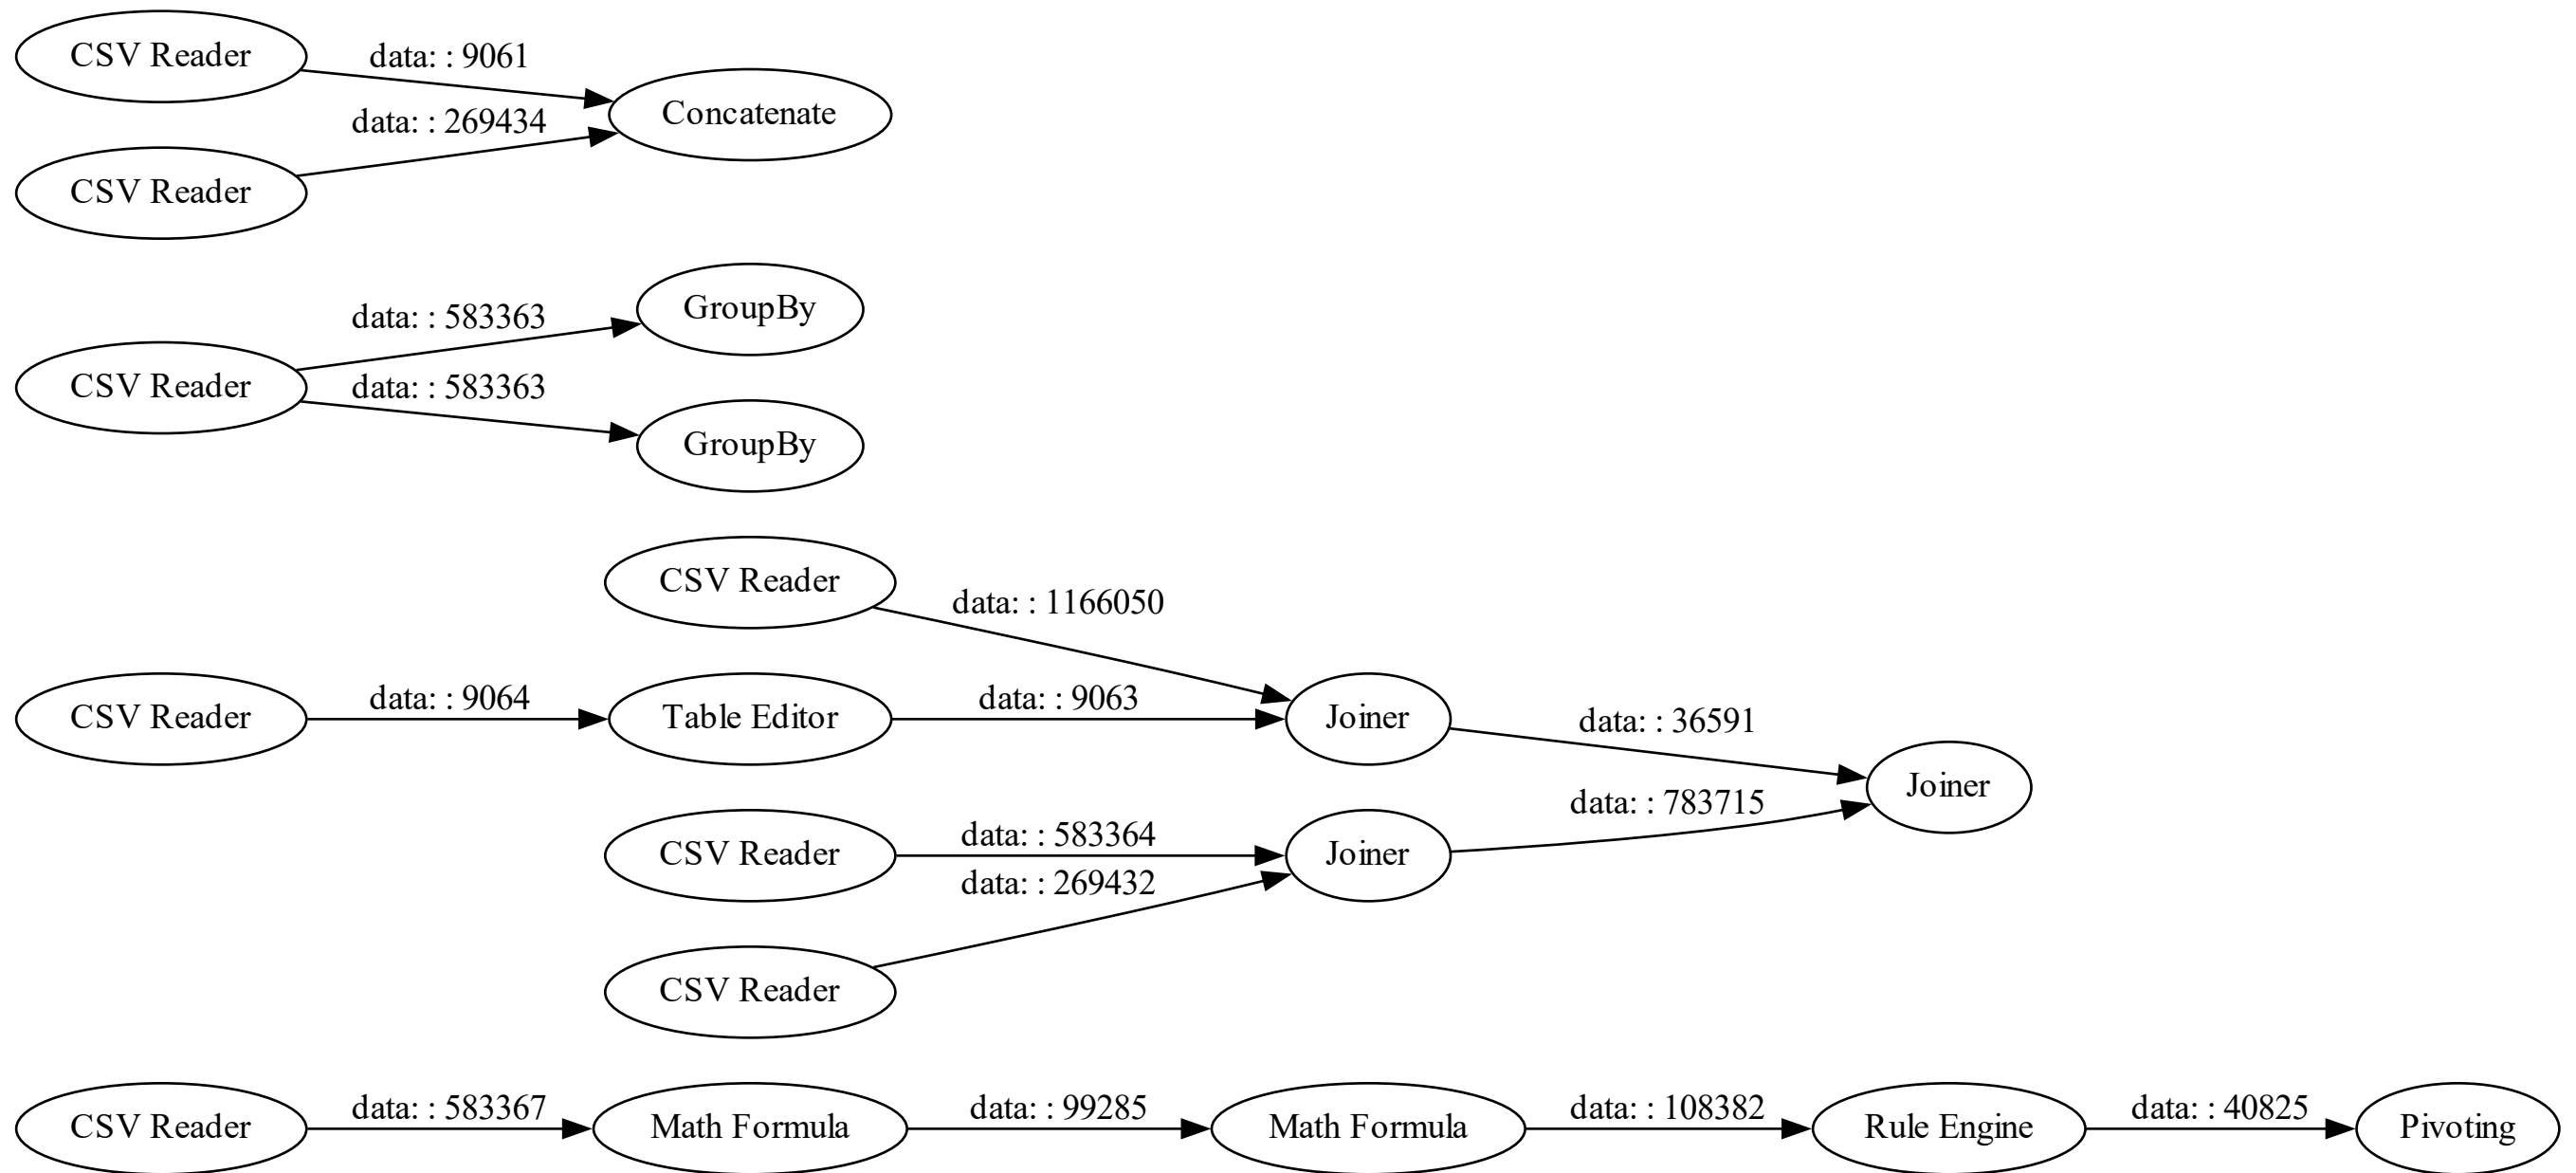 CSV Reader
data: : 9061
Concatenate
data: : 269434
CSV Reader
GroupBy
data: : 583363
CSV Reader
data: : 583363
GroupBy
CSV Reader
data: : 1166050
CSV Reader
data: : 9064
Table Editor
data: : 9063
Joiner
data: : 36591
Joiner
data: : 783715
CSV Reader
data: : 583364
Joiner
data: : 269432
CSV Reader
CSV Reader
data: : 583367
Math Formula
data: : 99285
Math Formula
data: : 108382
Rule Engine
data: : 40825
Pivoting